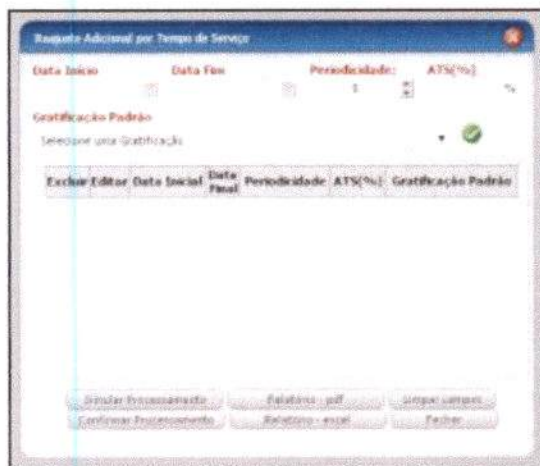 Reajuste Adicional por Tempo de Serviço
Data Início Data Fim Periodicidade: ATS(%)
1 %
Gratificação Padrão
Selecione uma Gratificação
Excluir Editar Data Inicial Data Final Periodicidade ATS(%) Gratificação Padrão
Simular Processamento Relatório - pdf Limpar campos
Confirmar Processamento Relatório - excel Fechar